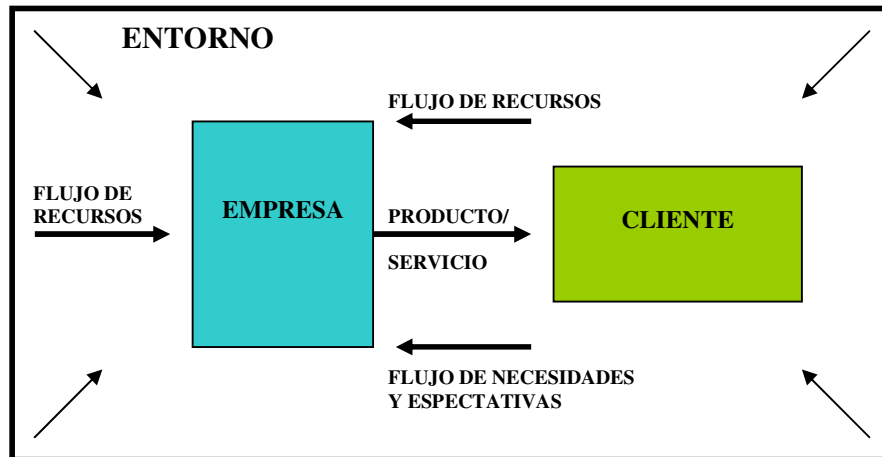 ENTORNO
FLUJO DE RECURSOS
FLUJO DE
RECURSOS
EMPRESA
PRODUCTO/
SERVICIO
CLIENTE
FLUJO DE NECESIDADES
Y ESPECTATIVAS